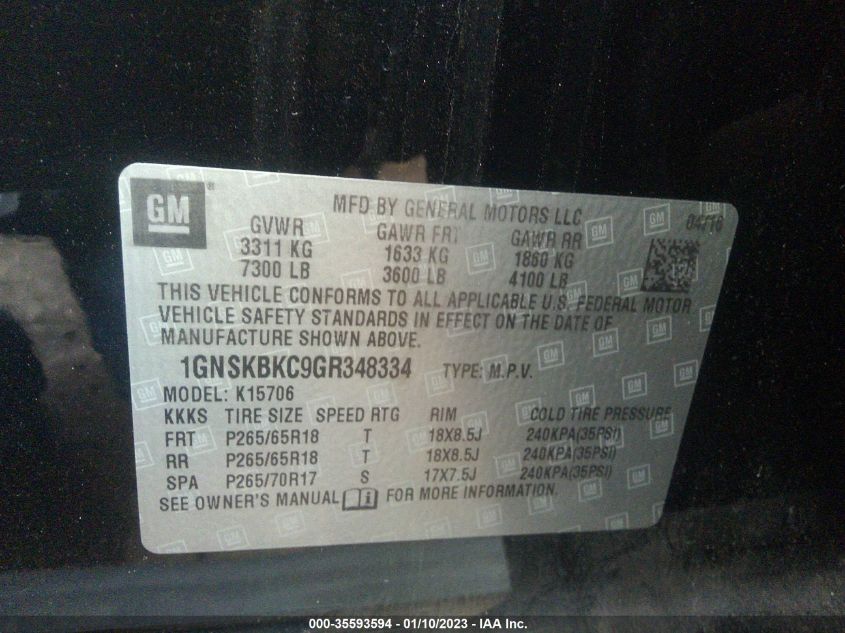 GM ®
MFD BY GENERAL MOTORS LLC 04/16
GVWR GAWR FRT GAWR RR
3311 KG 1633 KG 1860 KG
7300 LB 3600 LB 4100 LB
THIS VEHICLE CONFORMS TO ALL APPLICABLE U.S. FEDERAL MOTOR
VEHICLE SAFETY STANDARDS IN EFFECT ON THE DATE OF
MANUFACTURE SHOWN ABOVE.
1GNSKBKC9GR348334 TYPE: M.P.V.
MODEL: K15706
KKKS TIRE SIZE SPEED RTG RIM COLD TIRE PRESSURE
FRT P265/65R18 T 18X8.5J 240KPA(35PSI)
RR P265/65R18 T 18X8.5J 240KPA(35PSI)
SPA P265/70R17 S 17X7.5J 240KPA(35PSI)
SEE OWNER'S MANUAL FOR MORE INFORMATION.
000-35593594 - 01/10/2023 - IAA Inc.